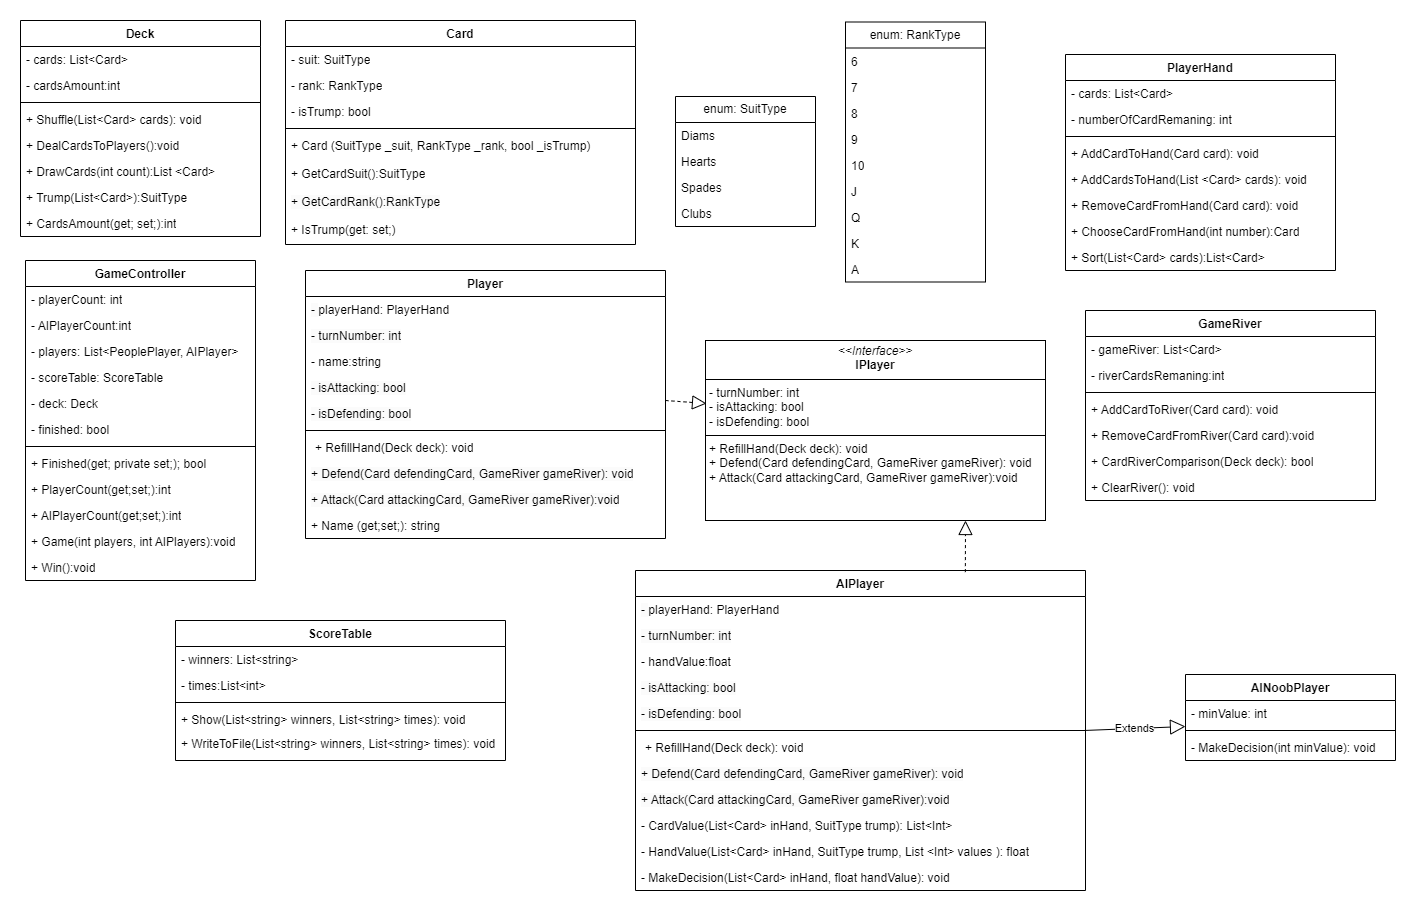 Deck
- cards: List<Card>
- cardsAmount:int
+ Shuffle(List<Card> cards): void
+ DealCardsToPlayers():void
+ DrawCards(int count):List <Card>
+ Trump(List<Card>):SuitType
+ CardsAmount(get; set;):int
Card
- suit: SuitType
- rank: RankType
- isTrump: bool
+ Card (SuitType _suit, RankType _rank, bool _isTrump)
+ GetCardSuit():SuitType
+ GetCardRank():RankType
+ IsTrump(get: set;)
enum: SuitType
Diams
Hearts
Spades
Clubs
enum: RankType
6
7
8
9
10
J
Q
K
A
PlayerHand
- cards: List<Card>
- numberOfCardRemaning: int
+ AddCardToHand(Card card): void
+ AddCardsToHand(List <Card> cards): void
+ RemoveCardFromHand(Card card): void
+ ChooseCardFromHand(int number):Card
+ Sort(List<Card> cards):List<Card>
GameController
- playerCount: int
- AIPlayerCount:int
- players: List<PeoplePlayer, AIPlayer>
- scoreTable: ScoreTable
- deck: Deck
- finished: bool
+ Finished(get; private set;); bool
+ PlayerCount(get;set;):int
+ AIPlayerCount(get;set;):int
+ Game(int players, int AIPlayers):void
+ Win():void
Player
- playerHand: PlayerHand
- turnNumber: int
- name:string
- isAttacking: bool
- isDefending: bool
+ RefillHand(Deck deck): void
+ Defend(Card defendingCard, GameRiver gameRiver): void
+ Attack(Card attackingCard, GameRiver gameRiver):void
+ Name (get;set;): string
<<Interface>>
IPlayer
- turnNumber: int
- isAttacking: bool
- isDefending: bool
+ RefillHand(Deck deck): void
+ Defend(Card defendingCard, GameRiver gameRiver): void
+ Attack(Card attackingCard, GameRiver gameRiver):void
GameRiver
- gameRiver: List<Card>
- riverCardsRemaning:int
+ AddCardToRiver(Card card): void
+ RemoveCardFromRiver(Card card):void
+ CardRiverComparison(Deck deck): bool
+ ClearRiver(): void
ScoreTable
- winners: List<string>
- times:List<int>
+ Show(List<string> winners, List<string> times): void
+ WriteToFile(List<string> winners, List<string> times): void
AIPlayer
- playerHand: PlayerHand
- turnNumber: int
- handValue:float
- isAttacking: bool
- isDefending: bool
+ RefillHand(Deck deck): void
+ Defend(Card defendingCard, GameRiver gameRiver): void
+ Attack(Card attackingCard, GameRiver gameRiver):void
- CardValue(List<Card> inHand, SuitType trump): List<Int>
- HandValue(List<Card> inHand, SuitType trump, List <Int> values ): float
- MakeDecision(List<Card> inHand, float handValue): void
Extends
AINoobPlayer
- minValue: int
- MakeDecision(int minValue): void